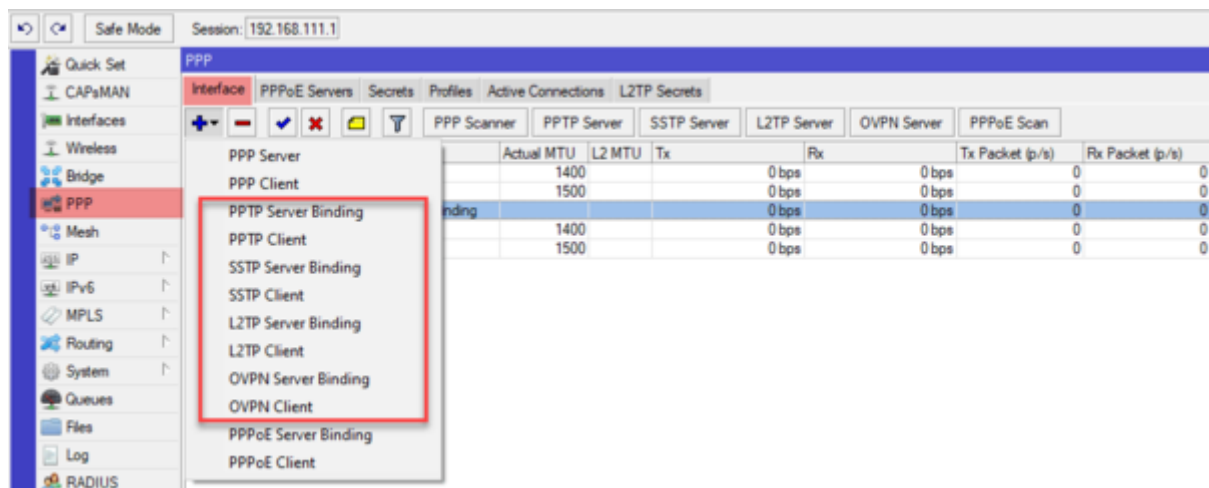 Safe Mode Session: 192.168.111.1
Quick Set
CAPsMAN
Interfaces
Wireless
Bridge
PPP
Mesh
IP
IPv6
MPLS
Routing
System
Queues
Files
Log
RADIUS
PPP
Interface PPPoE Servers Secrets Profiles Active Connections L2TP Secrets
PPP Scanner PPTP Server SSTP Server L2TP Server OVPN Server PPPoE Scan
Actual MTU L2 MTU Tx Rx Tx Packet (p/s) Rx Packet (p/s)
1400 0 bps 0 bps 0 0
1500 0 bps 0 bps 0 0
0 bps 0 bps 0 0
1400 0 bps 0 bps 0 0
1500 0 bps 0 bps 0 0
PPP Server
PPP Client
PPTP Server Binding
PPTP Client
SSTP Server Binding
SSTP Client
L2TP Server Binding
L2TP Client
OVPN Server Binding
OVPN Client
PPPoE Server Binding
PPPoE Client